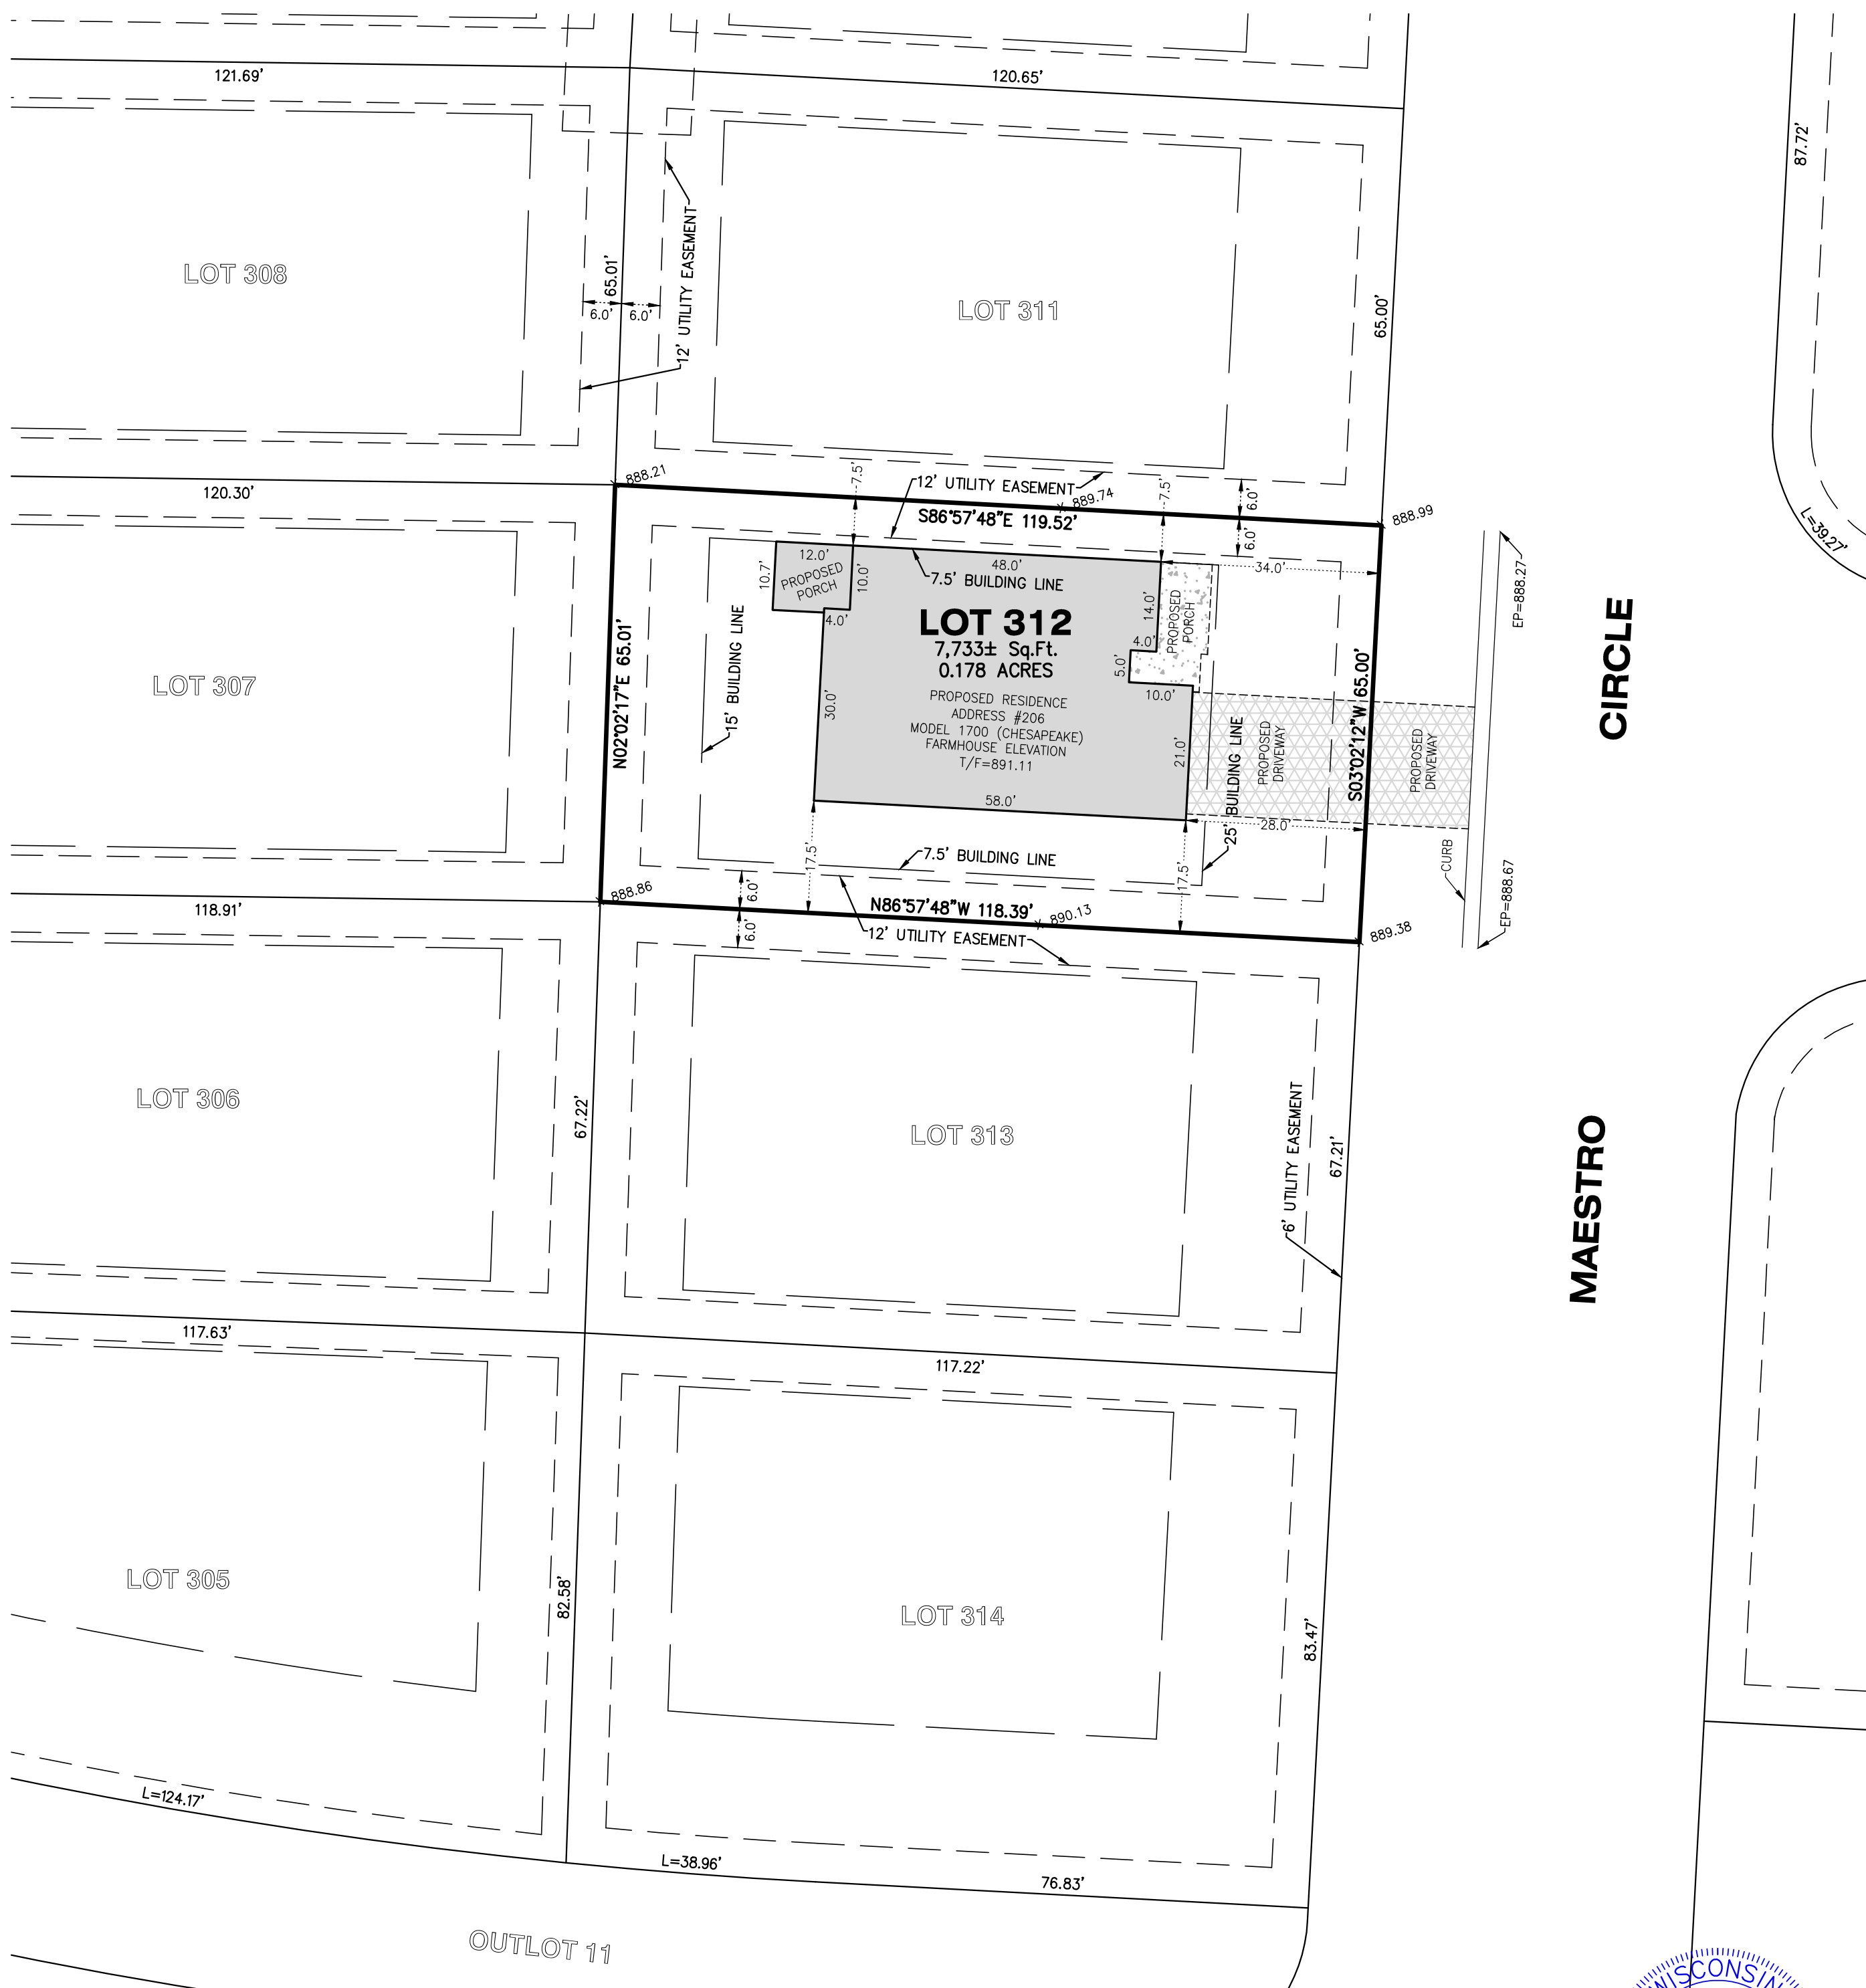 121.69'
120.65'
87.72'
LOT 308
65.01'
6.0'
6.0'
12' UTILITY EASEMENT
LOT 311
65.00'
L=39.27'
120.30'
888.21
7.5'
12' UTILITY EASEMENT
889.74
7.5'
6.0'
888.99
S86°57'48"E 119.52'
6.0'
EP=888.27
12.0'
10.7'
PROPOSED
PORCH
10.0'
48.0'
7.5' BUILDING LINE
34.0'
4.0'
14.0'
PROPOSED
PORCH
LOT 312
7,733± Sq.Ft.
0.178 ACRES
4.0'
5.0'
10.0'
CIRCLE
LOT 307
N02°02'17"E 65.01'
15' BUILDING LINE
30.0'
PROPOSED RESIDENCE
ADDRESS #206
MODEL 1700 (CHESAPEAKE)
FARMHOUSE ELEVATION
T/F=891.11
21.0'
25' BUILDING LINE
PROPOSED
DRIVEWAY
S03°02'12"W 65.00'
PROPOSED
DRIVEWAY
58.0'
28.0'
17.5'
7.5' BUILDING LINE
17.5'
CURB
EP=888.67
118.91'
888.86
6.0'
6.0'
N86°57'48"W 118.39'
890.13
889.38
12' UTILITY EASEMENT
LOT 306
67.22'
LOT 313
6' UTILITY EASEMENT
67.21'
MAESTRO
117.63'
117.22'
LOT 305
82.58'
LOT 314
83.47'
L=124.17'
L=38.96'
76.83'
OUTLOT 11
WISCONSIN